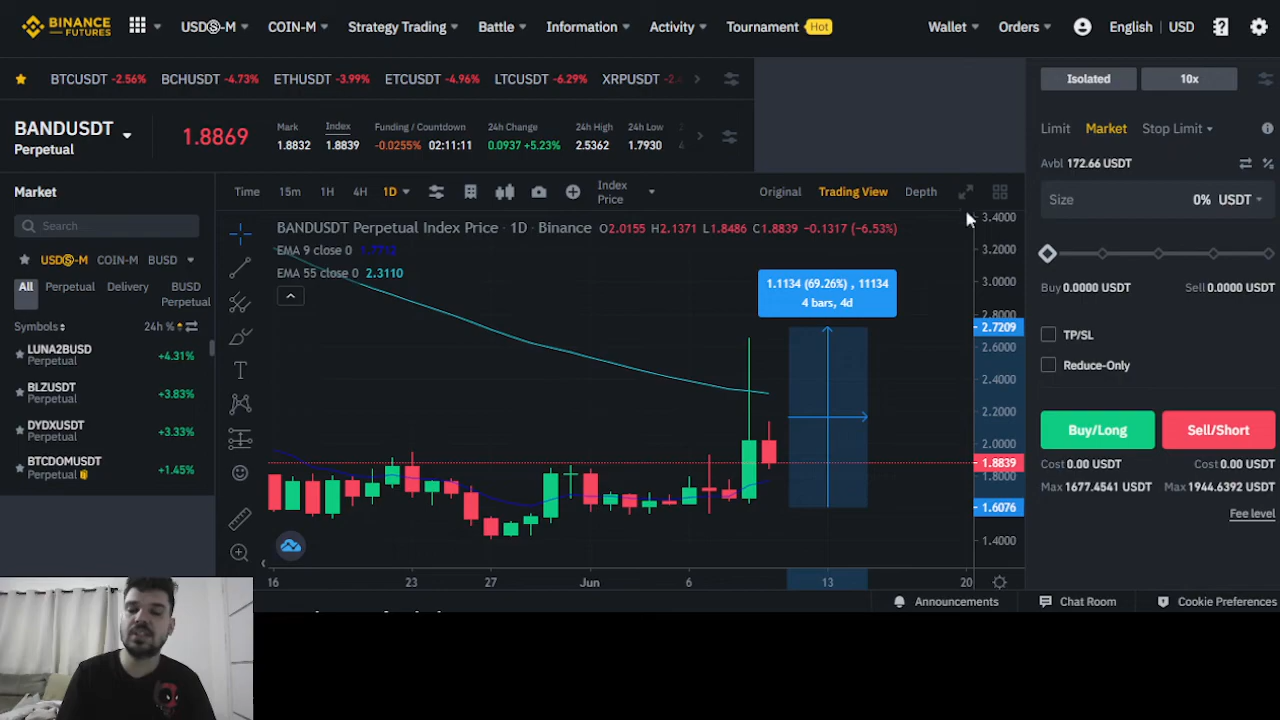 BINANCE
FUTURES
USDⓈ-M
COIN-M
Strategy Trading
Battle
Information
Activity
Tournament
Hot
Wallet
Orders
English | USD
BTCUSDT -2.56%
BCHUSDT -4.73%
ETHUSDT -3.99%
ETCUSDT -4.96%
LTCUSDT -6.29%
XRPUSDT
BANDUSDT
Perpetual
1.8869
Mark
1.8832
Index
1.8839
Funding / Countdown
-0.0255% 02:11:11
24h Change
0.0937 +5.23%
24h High
2.5362
24h Low
1.7930
Isolated
10x
Limit
Market
Stop Limit
Avbl 172.66 USDT
Size
0%
USDT
Buy 0.0000 USDT
Sell 0.0000 USDT
TP/SL
Reduce-Only
Buy/Long
Sell/Short
Cost 0.00 USDT
Cost 0.00 USDT
Max 1677.4541 USDT
Max 1944.6392 USDT
Fee level
Market
Search
USDⓈ-M COIN-M BUSD
All Perpetual Delivery BUSD Perpetual
Symbols
24h %
LUNA2BUSD
Perpetual
+4.31%
BLZUSDT
Perpetual
+3.83%
DYDXUSDT
Perpetual
+3.33%
BTCDOMUSDT
Perpetual
+1.45%
Time 15m 1H 4H 1D
Index Price
Original
Trading View
Depth
BANDUSDT Perpetual Index Price · 1D · Binance O2.0155 H2.1371 L1.8486 C1.8839 -0.1317 (-6.53%)
EMA 9 close 0
EMA 55 close 0 2.3110
1.1134 (69.26%) , 11134
4 bars, 4d
3.4000
3.2000
3.0000
2.8000
2.7209
2.6000
2.4000
2.2000
2.0000
1.8839
1.8000
1.6076
1.4000
16
23
27
Jun
6
13
20
Announcements
Chat Room
Cookie Preferences